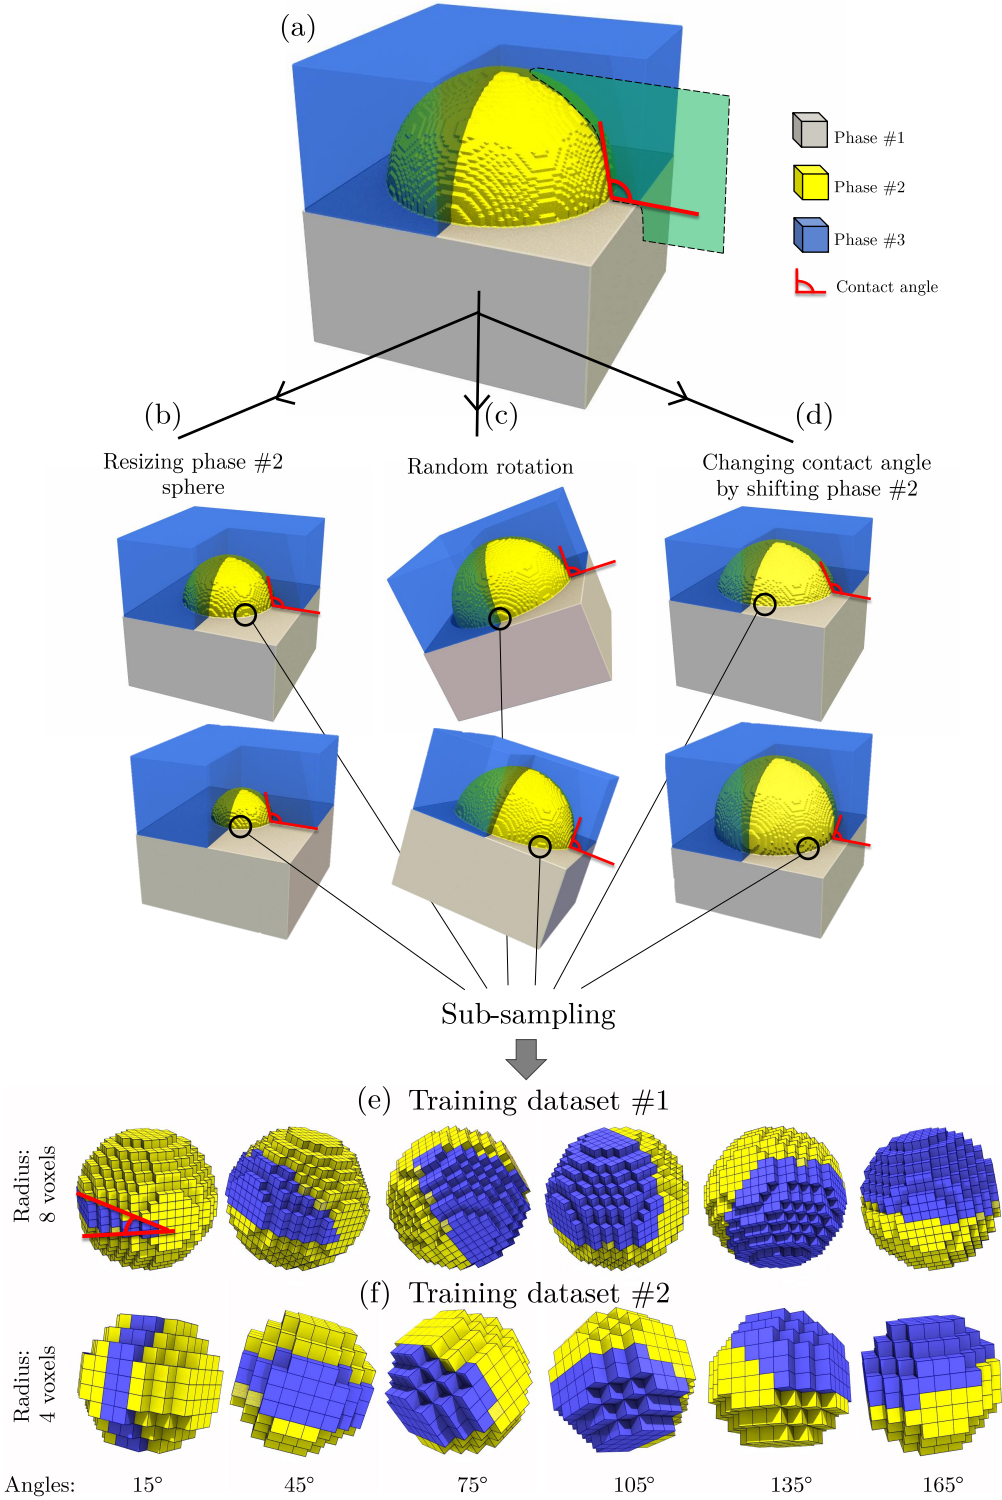 (a)
Phase #1
Phase #2
Phase #3
Contact angle
(b)
(c)
(d)
Resizing phase #2
sphere
Random rotation
Changing contact angle
by shifting phase #2
Sub-sampling
(e) Training dataset #1
Radius:
8 voxels
(f) Training dataset #2
Radius:
4 voxels
Angles: 15° 45° 75° 105° 135° 165°